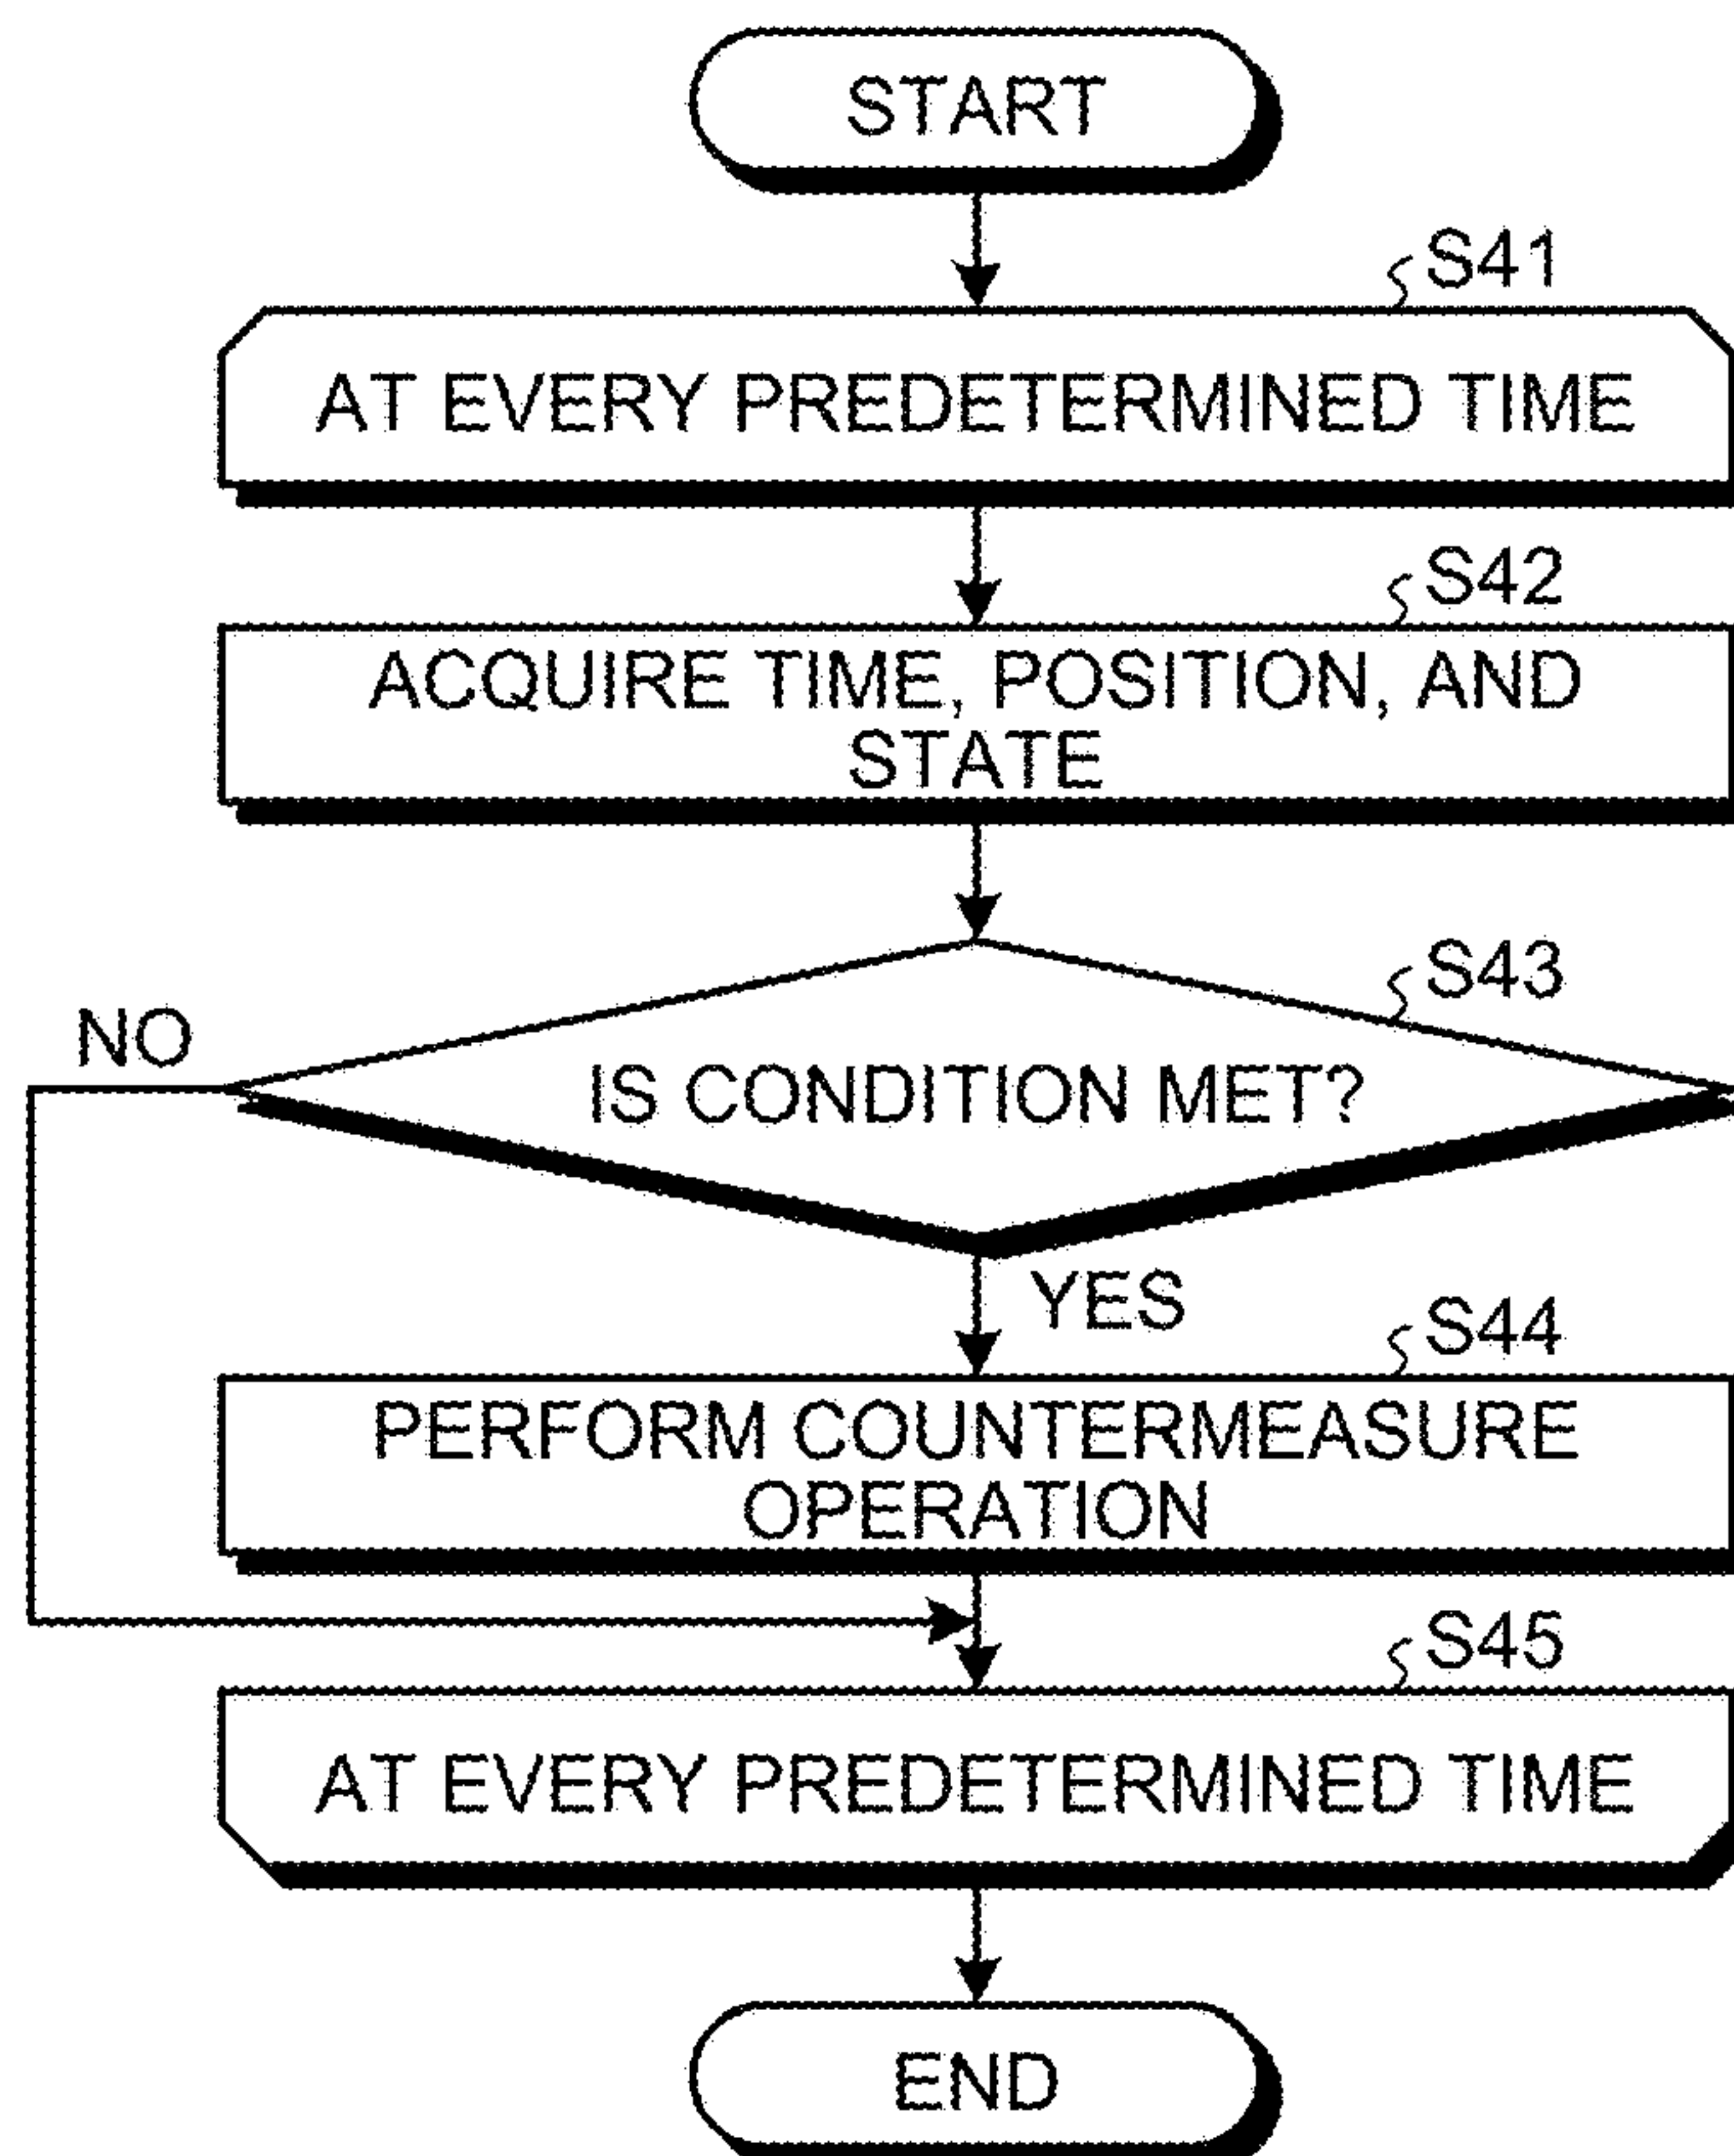 START
S41
AT EVERY PREDETERMINED TIME
S42
ACQUIRE TIME, POSITION, AND
STATE
S43
NO
IS CONDITION MET?
YES
S44
PERFORM COUNTERMEASURE
OPERATION
S45
AT EVERY PREDETERMINED TIME
END